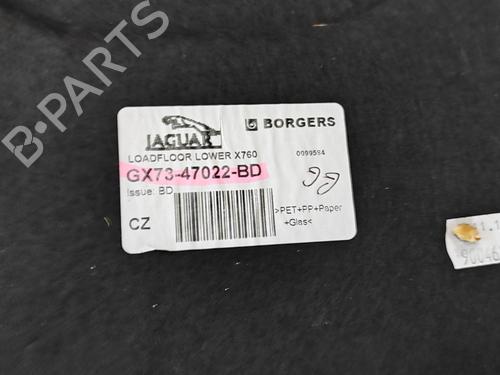 B-PARTS
JAGUAR
BORGERS
LOADFLOOR LOWER X760
0099594
GX73-47022-BD
Issue: BD
>PET+PP+Paper
+Glas<
CZ